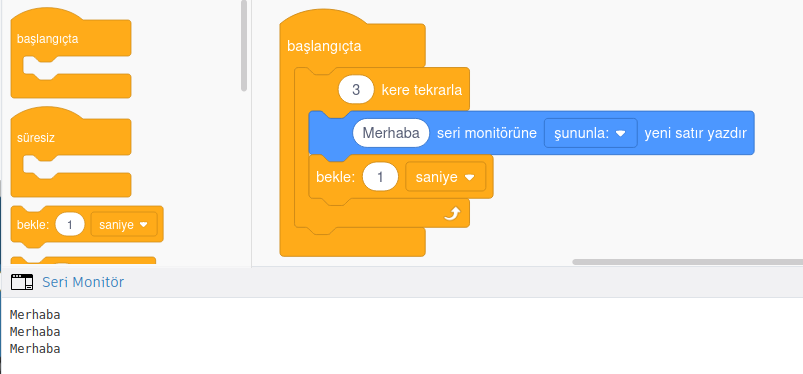 başlangıçta
süresiz
bekle: 1 saniye
başlangıçta
3 kere tekrarla
Merhaba seri monitörüne şununla: yeni satır yazdır
bekle: 1 saniye
Seri Monitör
Merhaba
Merhaba
Merhaba